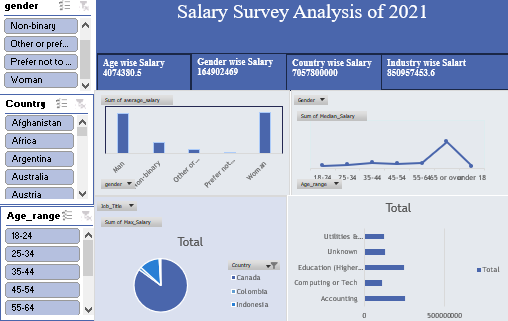 Salary Survey Analysis of 2021
gender
Non-binary
Other or pref...
Prefer not to ...
Woman
Age wise Salary
4074380.5
Gender wise Salary
164902469
Country wise Salary
7057800000
Industry wise Salart
850957453.6
Country
Afghanistan
Africa
Argentina
Australia
Austria
Age_range
18-24
25-34
35-44
45-54
55-64
Sum of average_salary
Man
Non-binary
Other or...
Prefer not...
Woman
gender
Gender
Sum of Median_Salary
18-24 25-34 35-44 45-54 55-64 65 or over under 18
Age_range
Job_Title
Sum of Max_Salary
Total
Country
Canada
Colombia
Indonesia
Total
Utilities &...
Unknown
Education (Higher...
Computing or Tech
Accounting
Total
0